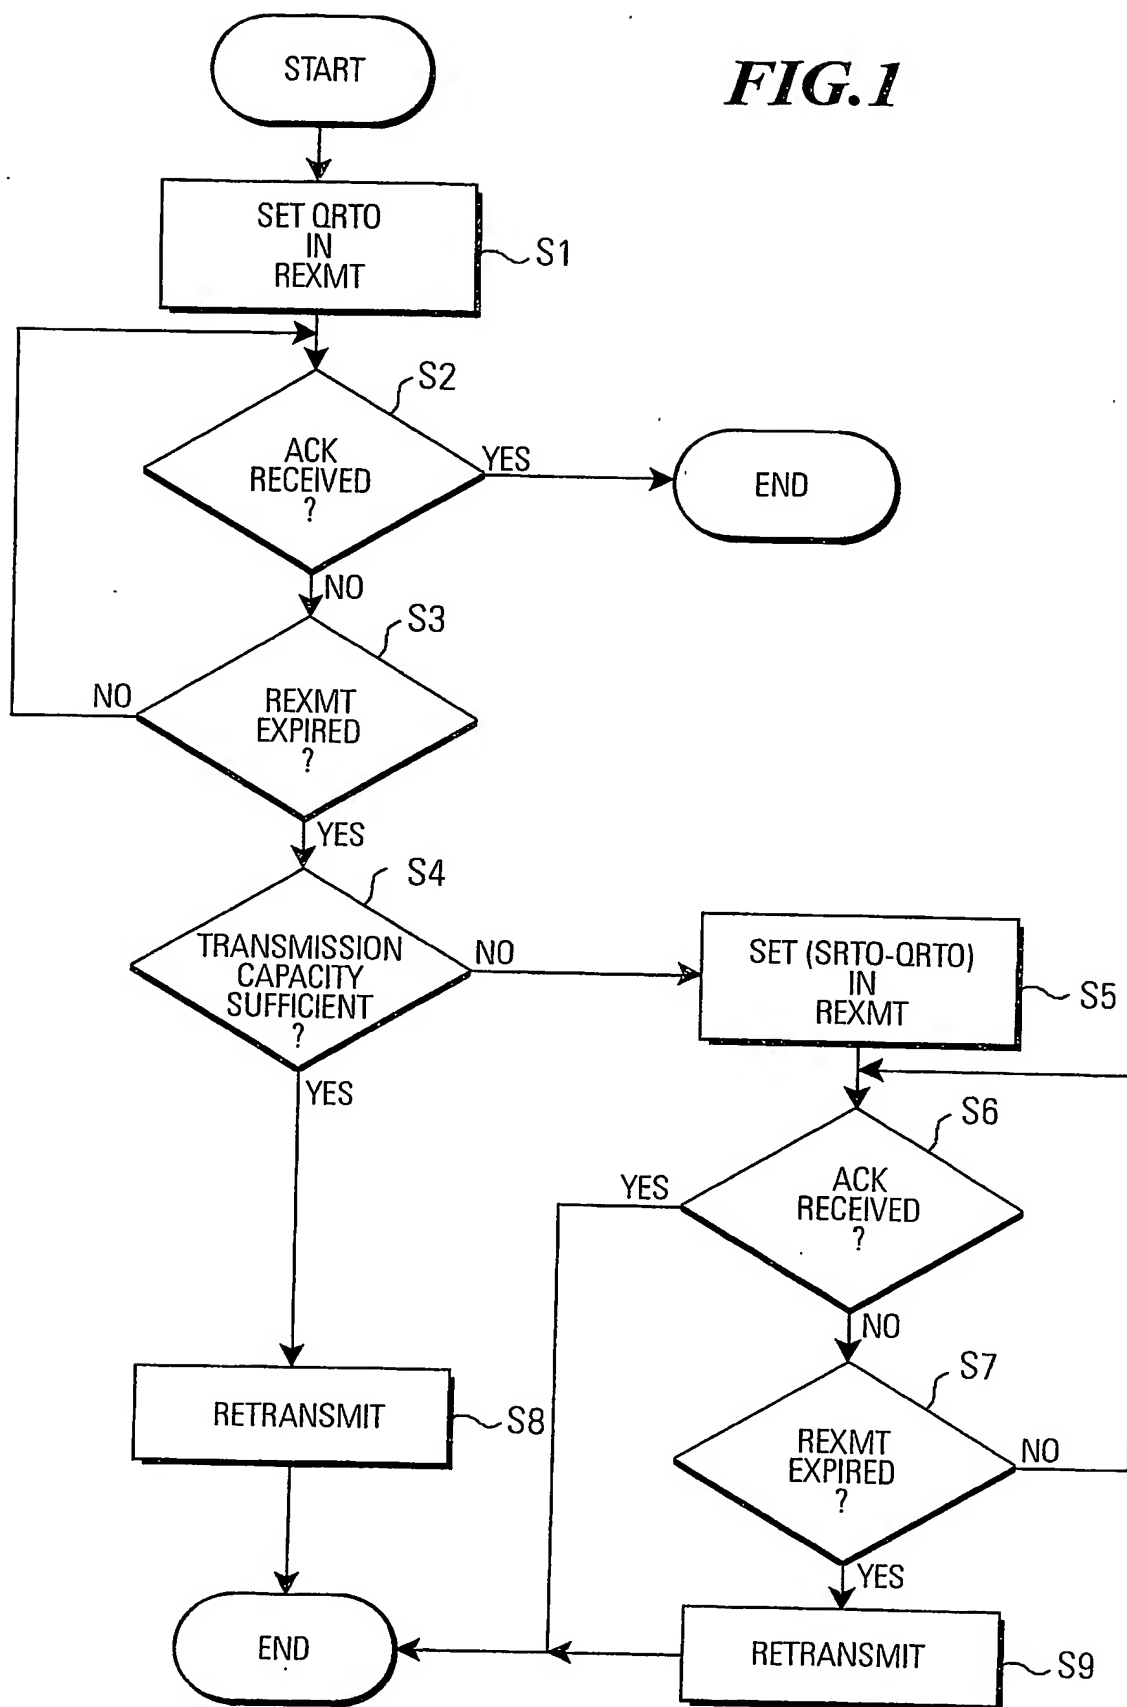 START
FIG.1
SET QRTO
IN
REXMT
S1
S2
ACK
RECEIVED
?
YES
END
NO
S3
REXMT
EXPIRED
?
NO
YES
S4
TRANSMISSION
CAPACITY
SUFFICIENT
?
NO
YES
SET (SRTO-QRTO)
IN
REXMT
S5
S6
ACK
RECEIVED
?
YES
NO
S7
REXMT
EXPIRED
?
NO
YES
RETRANSMIT
S8
END
RETRANSMIT
S9